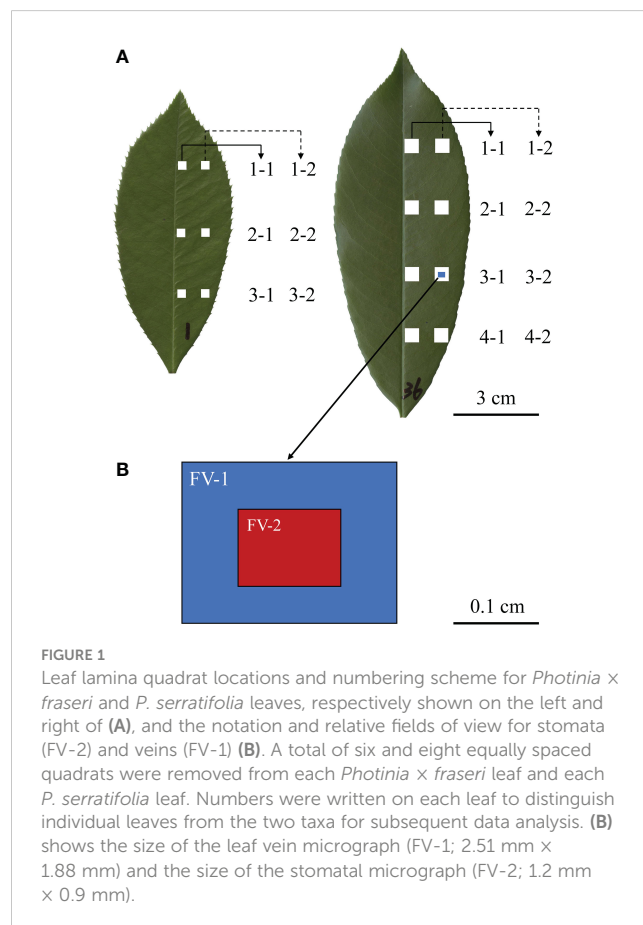 A
1-1 1-2
2-1 2-2
3-1 3-2
1
1-1 1-2
2-1 2-2
3-1 3-2
4-1 4-2
36
3 cm
B
FV-1
FV-2
0.1 cm
FIGURE 1
Leaf lamina quadrat locations and numbering scheme for Photinia ×
fraseri and P. serratifolia leaves, respectively shown on the left and
right of (A), and the notation and relative fields of view for stomata
(FV-2) and veins (FV-1) (B). A total of six and eight equally spaced
quadrats were removed from each Photinia × fraseri leaf and each
P. serratifolia leaf. Numbers were written on each leaf to distinguish
individual leaves from the two taxa for subsequent data analysis. (B)
shows the size of the leaf vein micrograph (FV-1; 2.51 mm ×
1.88 mm) and the size of the stomatal micrograph (FV-2; 1.2 mm
× 0.9 mm).